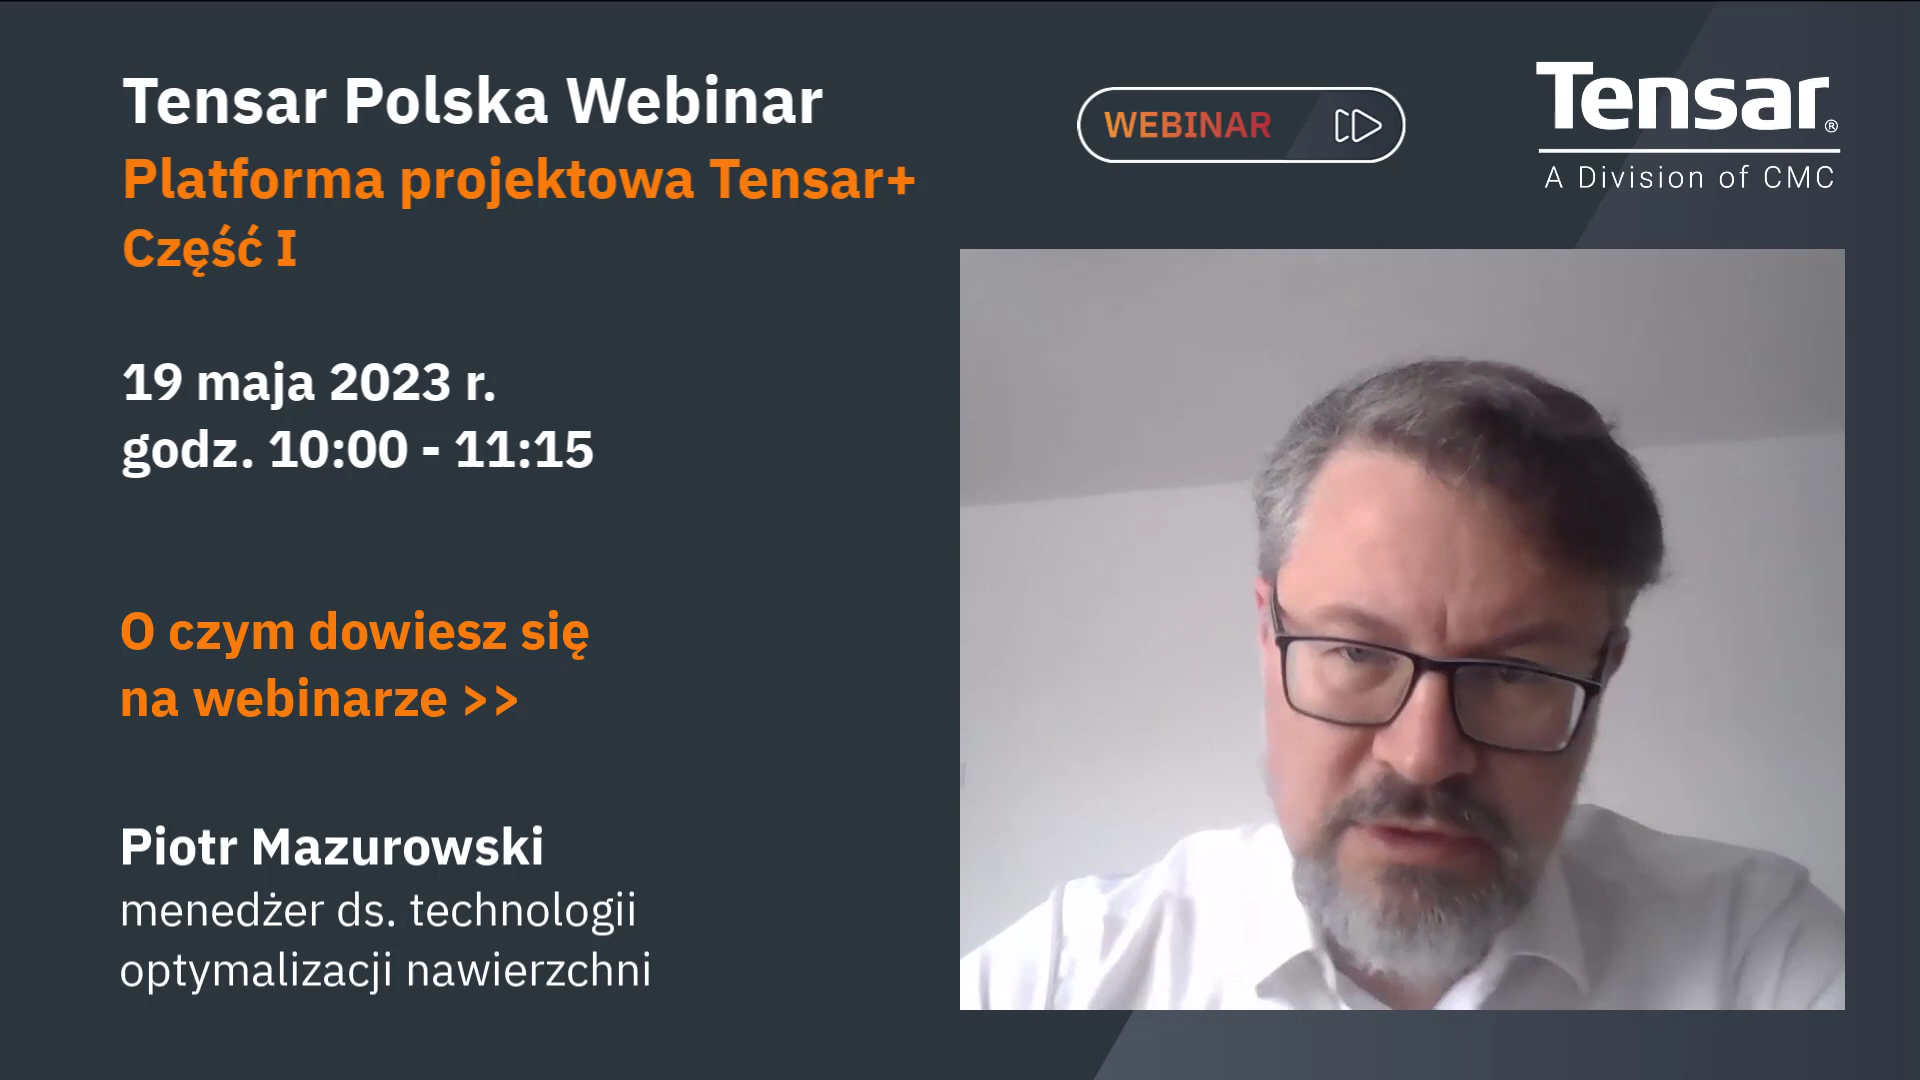 Tensar Polska Webinar
Platforma projektowa Tensar+
Część I
19 maja 2023 r.
godz. 10:00 - 11:15
O czym dowiesz się
na webinarze >>
Piotr Mazurowski
menedżer ds. technologii
optymalizacji nawierzchni
WEBINAR
Tensar®
A Division of CMC